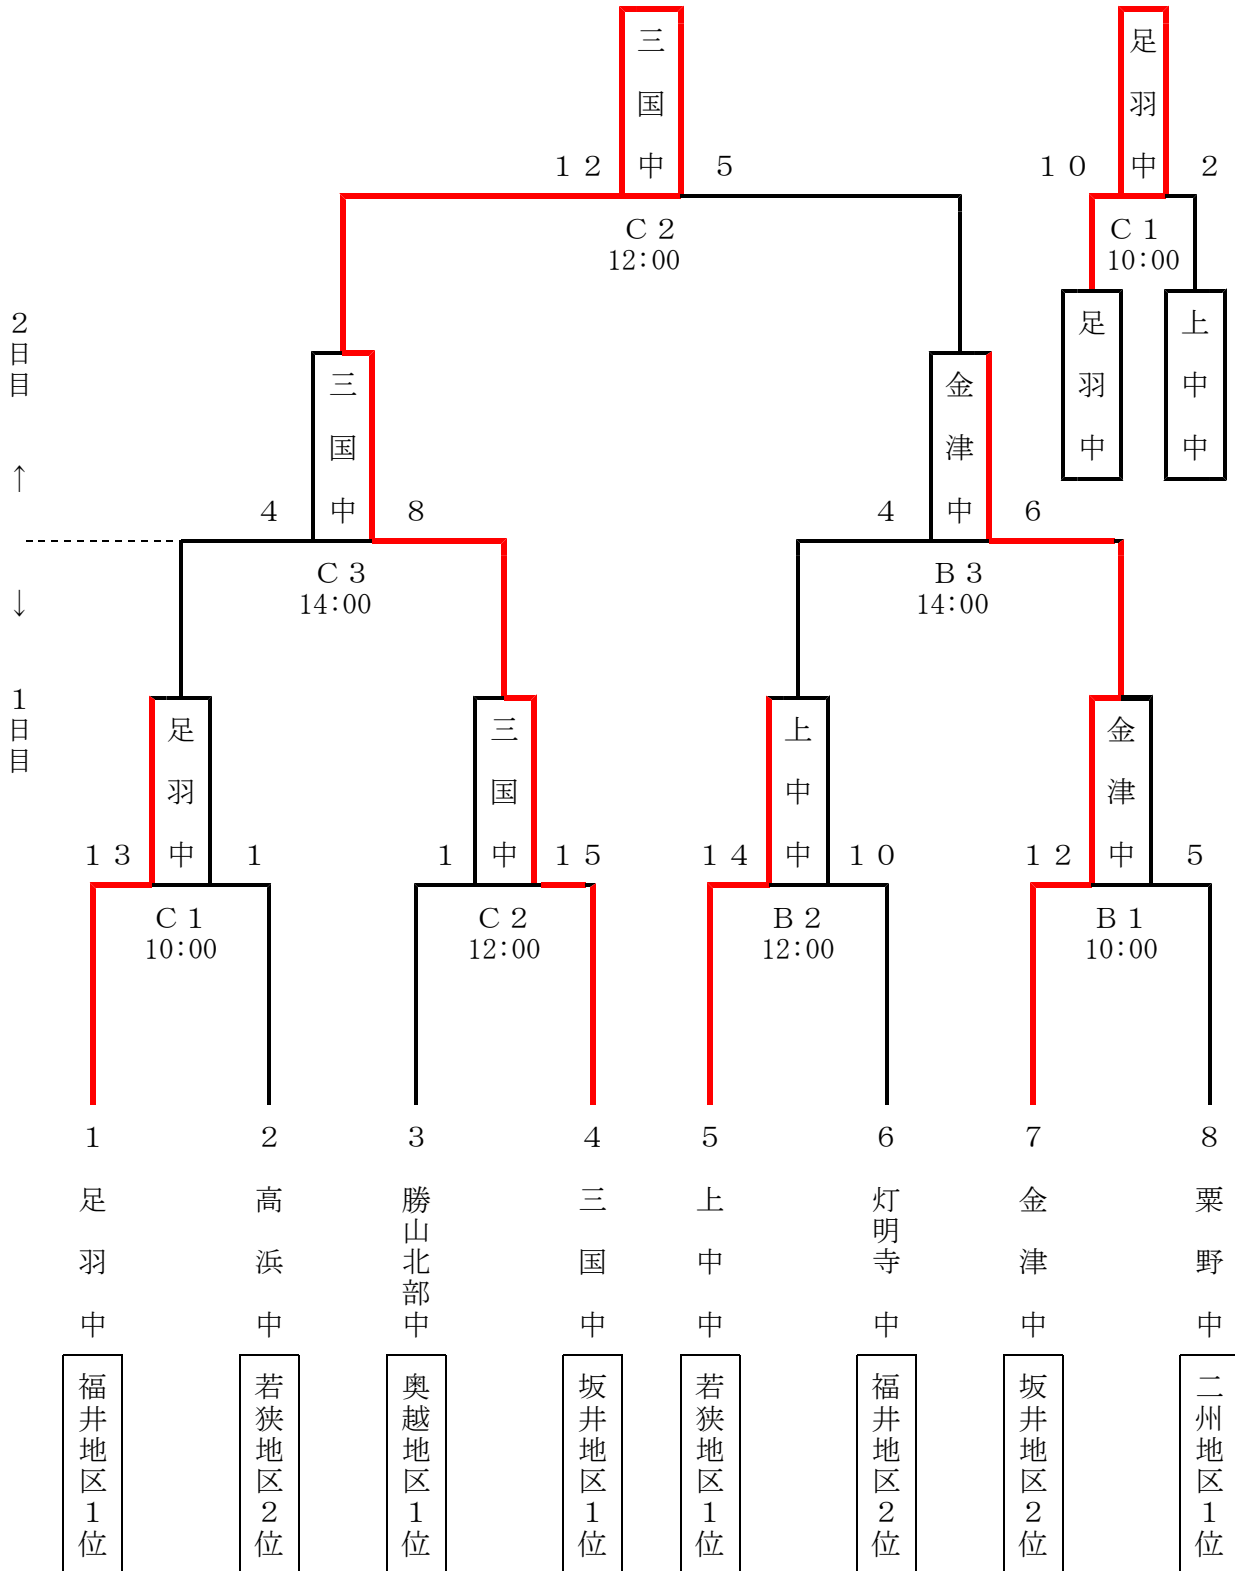 三国中
足羽中
１２
５
１０
２
Ｃ２
12:00
Ｃ１
10:00
足羽中
上中中
２日目
↑
↓
１日目
三国中
金津中
４
８
４
６
Ｃ３
14:00
Ｂ３
14:00
足羽中
三国中
上中中
金津中
１３
１
１
１５
１４
１０
１２
５
Ｃ１
10:00
Ｃ２
12:00
Ｂ２
12:00
Ｂ１
10:00
１
２
３
４
５
６
７
８
足羽中
高浜中
勝山北部中
三国中
上中中
灯明寺中
金津中
粟野中
福井地区１位
若狭地区２位
奥越地区１位
坂井地区１位
若狭地区１位
福井地区２位
坂井地区２位
二州地区１位